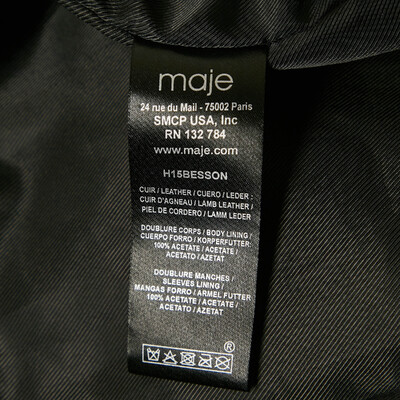 maje
24 rue du Mail - 75002 Paris
SMCP USA, Inc
RN 132 784
www.maje.com
H15BESSON
CUIR / LEATHER / CUERO / LEDER :
CUIR D'AGNEAU / LAMB LEATHER /
PIEL DE CORDERO / LAMM LEDER
DOUBLURE CORPS / BODY LINING /
CUERPO FORRO / KORPERFUTTER:
100% ACETATE / ACETATE /
ACETATO / AZETAT
DOUBLURE MANCHES /
SLEEVES LINING /
MANGAS FORRO / ARMEL FUTTER
100% ACETATE / ACETATE /
ACETATO / AZETAT
®